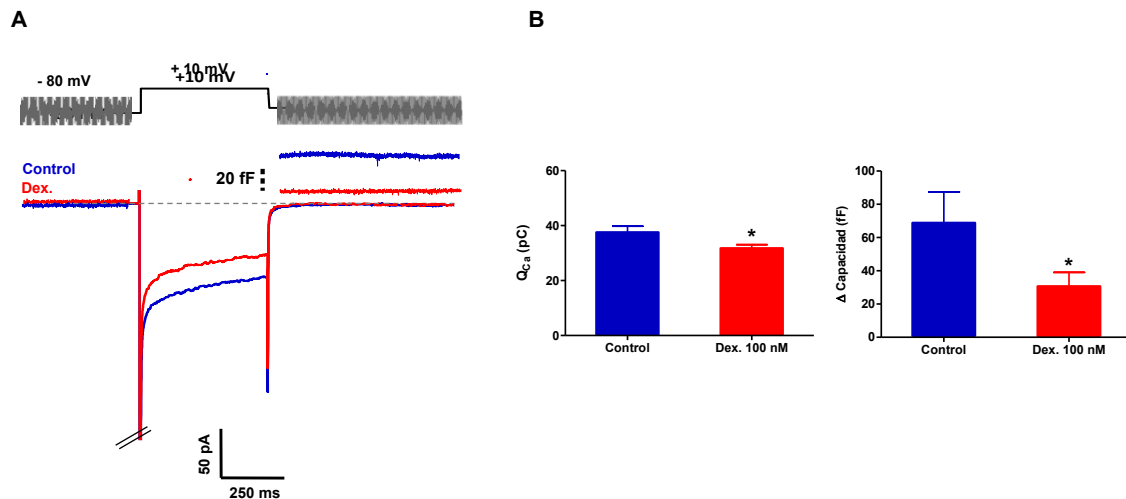 A
- 80 mV
+ 10 mV
+10 mV
Control
Dex.
20 fF
50 pA
250 ms
B
60
40
20
0
QCa (pC)
Control
Dex. 100 nM
*
100
80
60
40
20
0
Δ Capacidad (fF)
Control
Dex. 100 nM
*